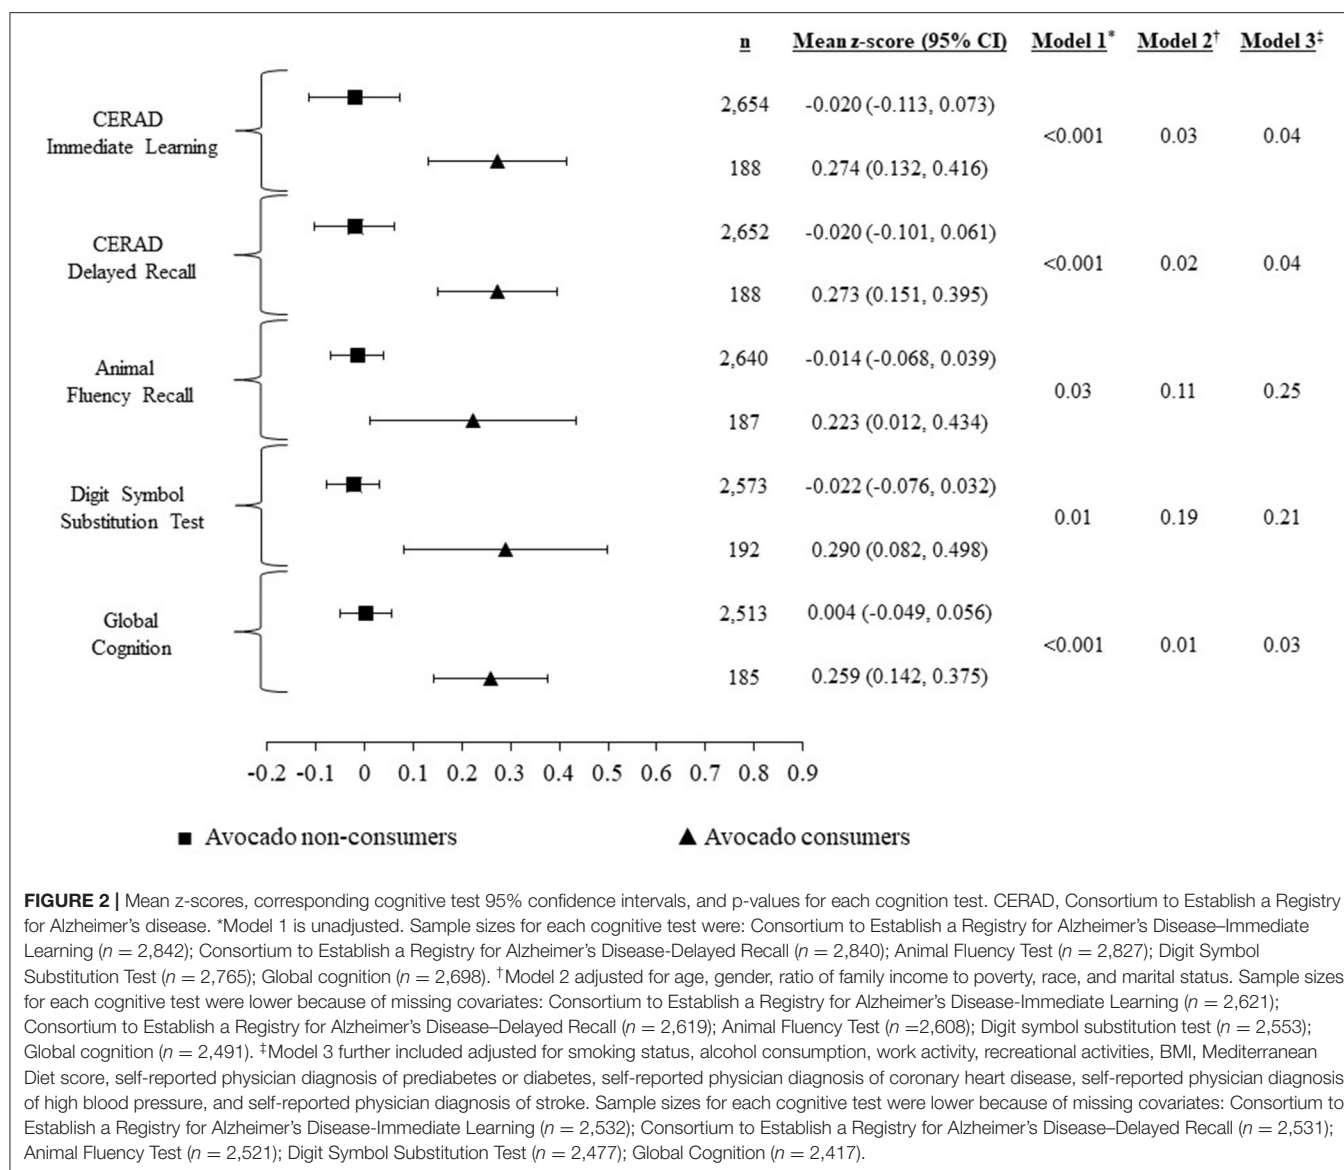 n Mean z-score (95% CI) Model 1* Model 2† Model 3‡
CERAD
Immediate Learning
2,654 -0.020 (-0.113, 0.073)
<0.001 0.03 0.04
188 0.274 (0.132, 0.416)
CERAD
Delayed Recall
2,652 -0.020 (-0.101, 0.061)
<0.001 0.02 0.04
188 0.273 (0.151, 0.395)
Animal
Fluency Recall
2,640 -0.014 (-0.068, 0.039)
0.03 0.11 0.25
187 0.223 (0.012, 0.434)
Digit Symbol
Substitution Test
2,573 -0.022 (-0.076, 0.032)
0.01 0.19 0.21
192 0.290 (0.082, 0.498)
Global
Cognition
2,513 0.004 (-0.049, 0.056)
<0.001 0.01 0.03
185 0.259 (0.142, 0.375)
-0.2 -0.1 0 0.1 0.2 0.3 0.4 0.5 0.6 0.7 0.8 0.9
■ Avocado non-consumers ▲ Avocado consumers
FIGURE 2 | Mean z-scores, corresponding cognitive test 95% confidence intervals, and p-values for each cognition test. CERAD, Consortium to Establish a Registry
for Alzheimer's disease. *Model 1 is unadjusted. Sample sizes for each cognitive test were: Consortium to Establish a Registry for Alzheimer's Disease–Immediate
Learning (n = 2,842); Consortium to Establish a Registry for Alzheimer's Disease-Delayed Recall (n = 2,840); Animal Fluency Test (n = 2,827); Digit Symbol
Substitution Test (n = 2,765); Global cognition (n = 2,698). †Model 2 adjusted for age, gender, ratio of family income to poverty, race, and marital status. Sample sizes
for each cognitive test were lower because of missing covariates: Consortium to Establish a Registry for Alzheimer's Disease-Immediate Learning (n = 2,621);
Consortium to Establish a Registry for Alzheimer's Disease–Delayed Recall (n = 2,619); Animal Fluency Test (n =2,608); Digit symbol substitution test (n = 2,553);
Global cognition (n = 2,491). ‡Model 3 further included adjusted for smoking status, alcohol consumption, work activity, recreational activities, BMI, Mediterranean
Diet score, self-reported physician diagnosis of prediabetes or diabetes, self-reported physician diagnosis of coronary heart disease, self-reported physician diagnosis
of high blood pressure, and self-reported physician diagnosis of stroke. Sample sizes for each cognitive test were lower because of missing covariates: Consortium to
Establish a Registry for Alzheimer's Disease-Immediate Learning (n = 2,532); Consortium to Establish a Registry for Alzheimer's Disease–Delayed Recall (n = 2,531);
Animal Fluency Test (n = 2,521); Digit Symbol Substitution Test (n = 2,477); Global Cognition (n = 2,417).